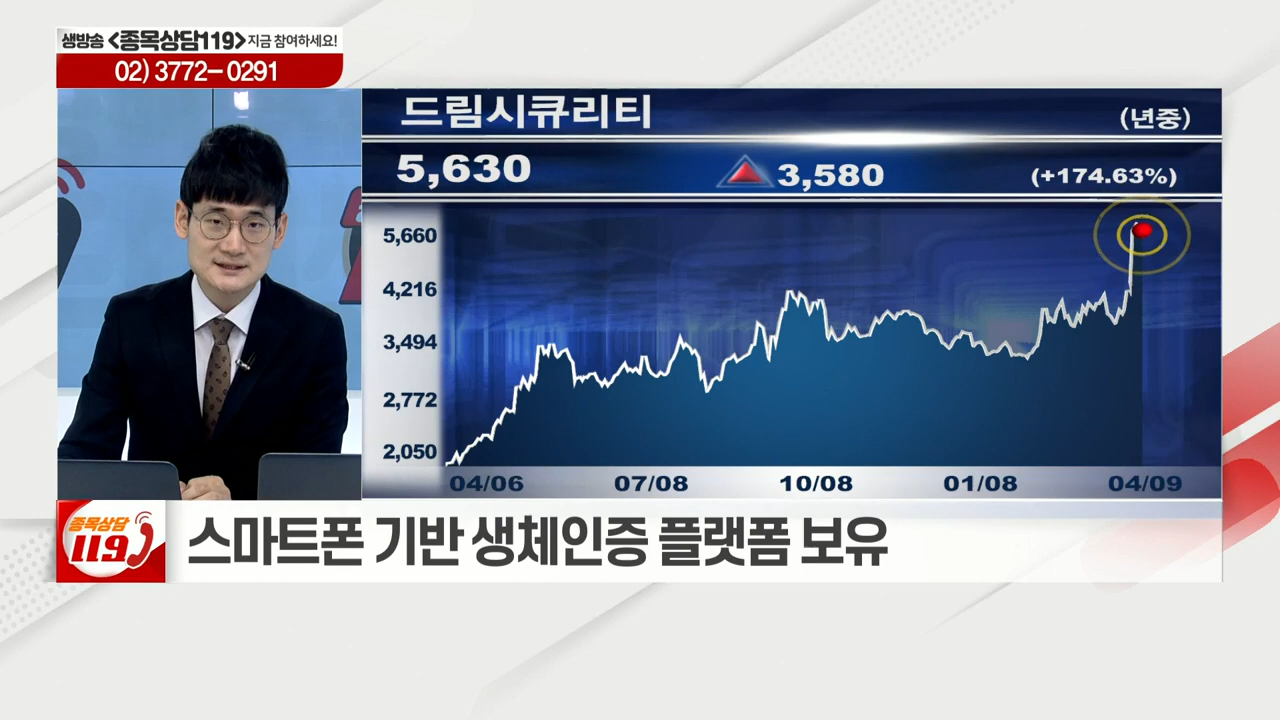 생방송 <종목상담119> 지금 참여하세요!
02) 3772-0291
드림시큐리티
(년중)
5,630
3,580
(+174.63%)
5,660
4,216
3,494
2,772
2,050
04/06 07/08 10/08 01/08 04/09
종목상담
119
스마트폰 기반 생체인증 플랫폼 보유